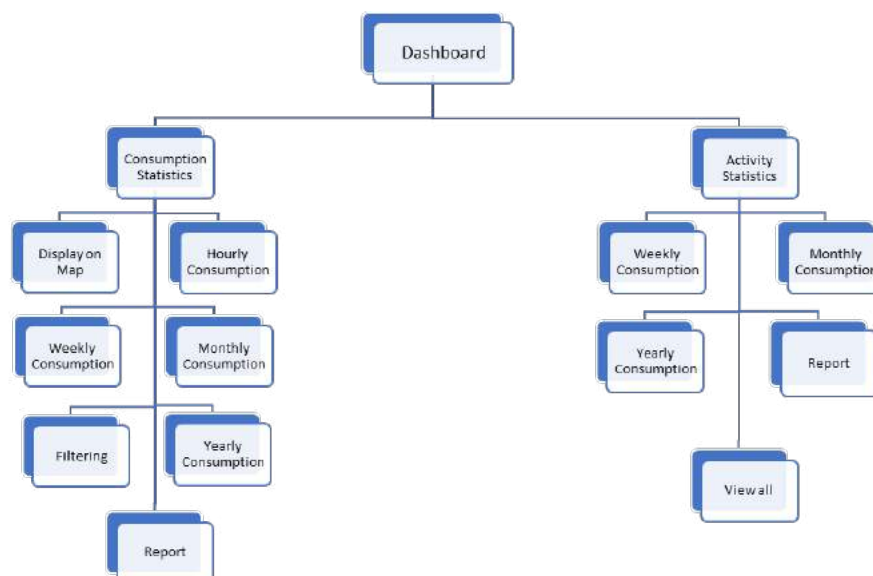 Dashboard
Consumption
Statistics
Activity
Statistics
Display on
Map
Hourly
Consumption
Weekly
Consumption
Monthly
Consumption
Weekly
Consumption
Monthly
Consumption
Yearly
Consumption
Report
Filtering
Yearly
Consumption
View all
Report